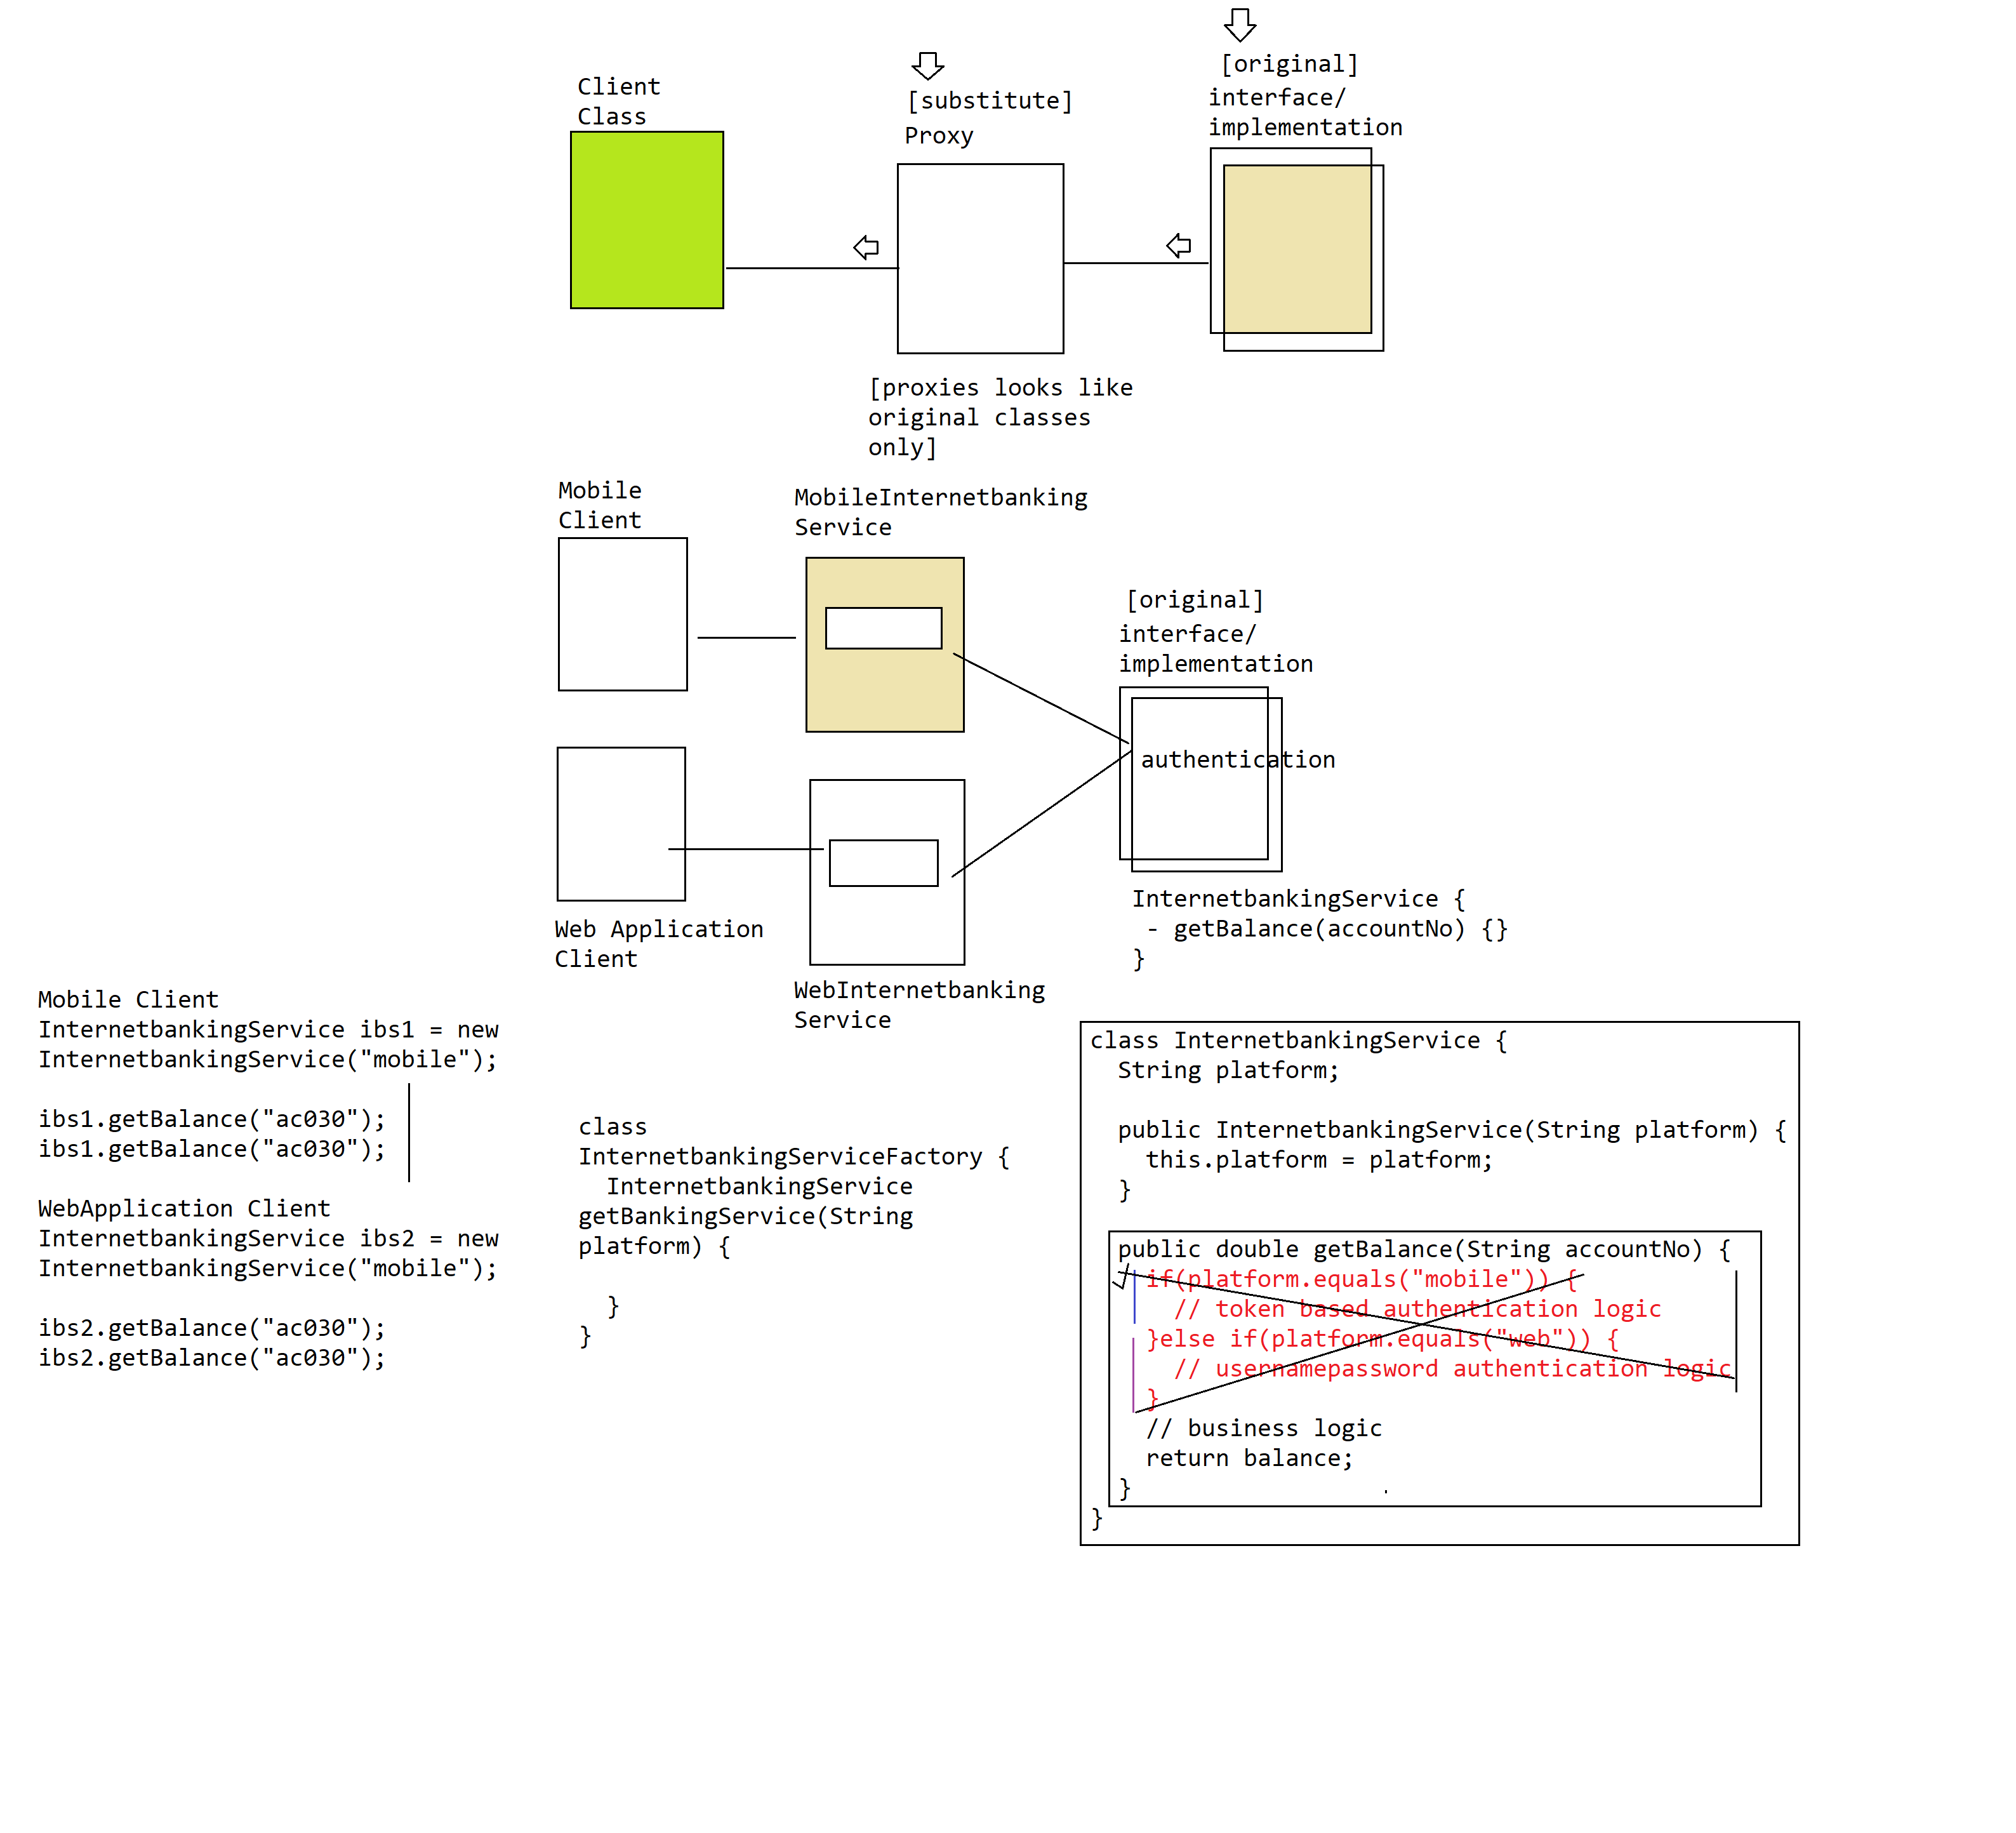 Client
Class
[substitute]
Proxy
[original]
interface/
implementation
[proxies looks like
original classes
only]
Mobile
Client
MobileInternetbanking
Service
[original]
interface/
implementation
authentication
InternetbankingService {
 - getBalance(accountNo) {}
}
Web Application
Client
WebInternetbanking
Service
Mobile Client
InternetbankingService ibs1 = new
InternetbankingService("mobile");
ibs1.getBalance("ac030");
ibs1.getBalance("ac030");
WebApplication Client
InternetbankingService ibs2 = new
InternetbankingService("mobile");
ibs2.getBalance("ac030");
ibs2.getBalance("ac030");
class
InternetbankingServiceFactory {
  InternetbankingService
getBankingService(String
platform) {
  }
}
class InternetbankingService {
  String platform;
  public InternetbankingService(String platform) {
    this.platform = platform;
  }
  public double getBalance(String accountNo) {
    if(platform.equals("mobile")) {
      // token based authentication logic
    }else if(platform.equals("web")) {
      // usernamepassword authentication logic
    }
    // business logic
    return balance;
  }
}